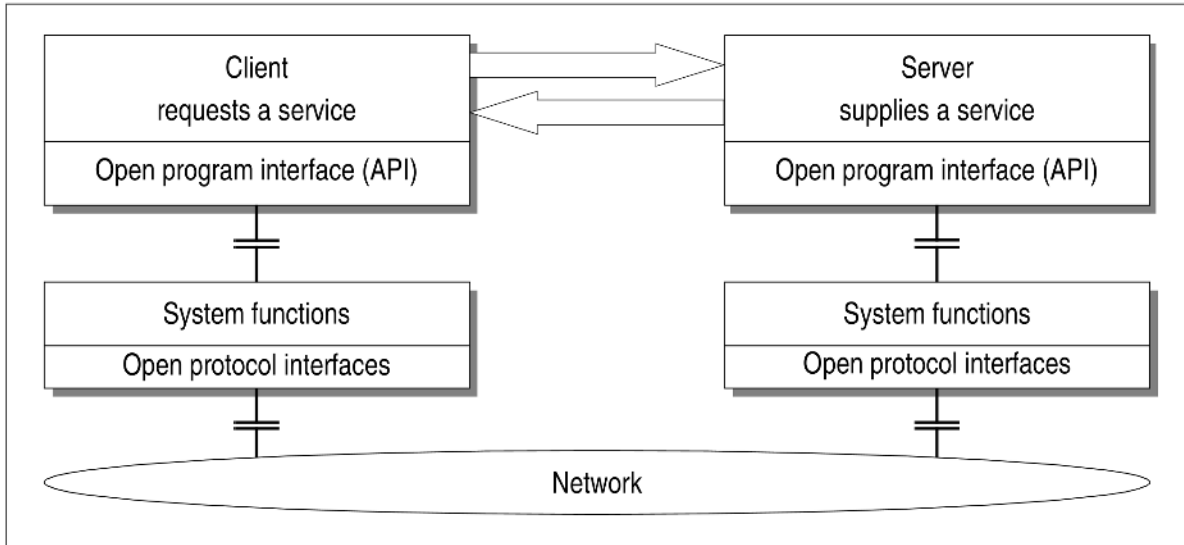 Client
requests a service
Open program interface (API)
Server
supplies a service
Open program interface (API)
System functions
Open protocol interfaces
System functions
Open protocol interfaces
Network